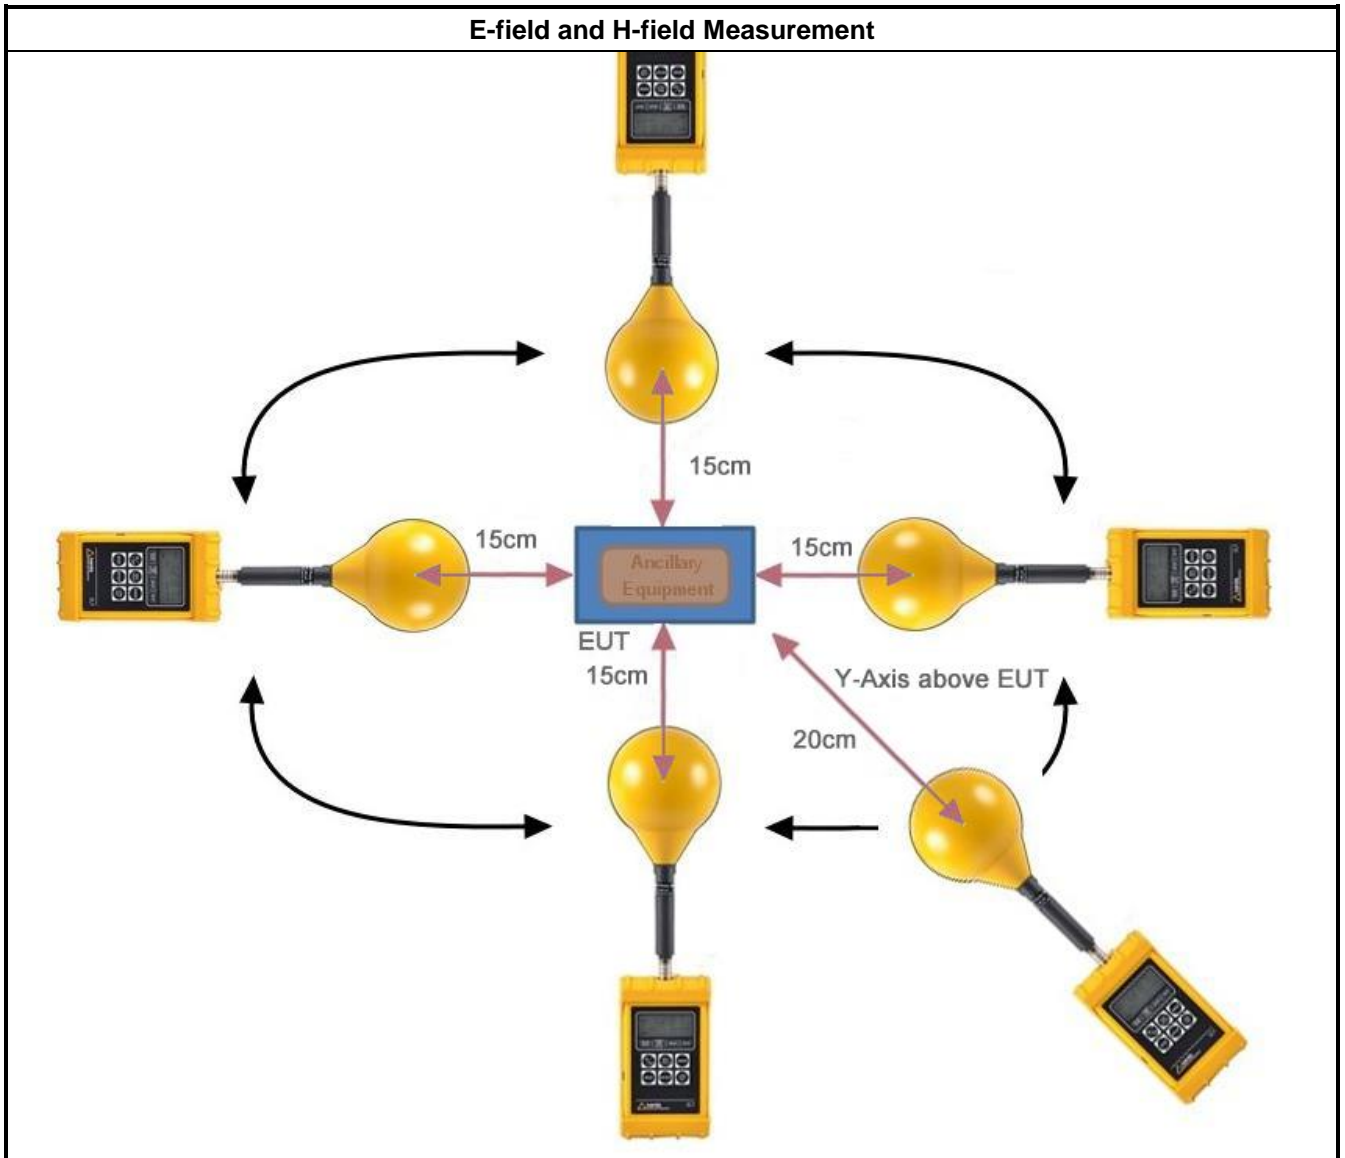 E-field and H-field Measurement
15cm
15cm
15cm
Ancillary
Equipment
EUT
15cm
Y-Axis above EUT
20cm